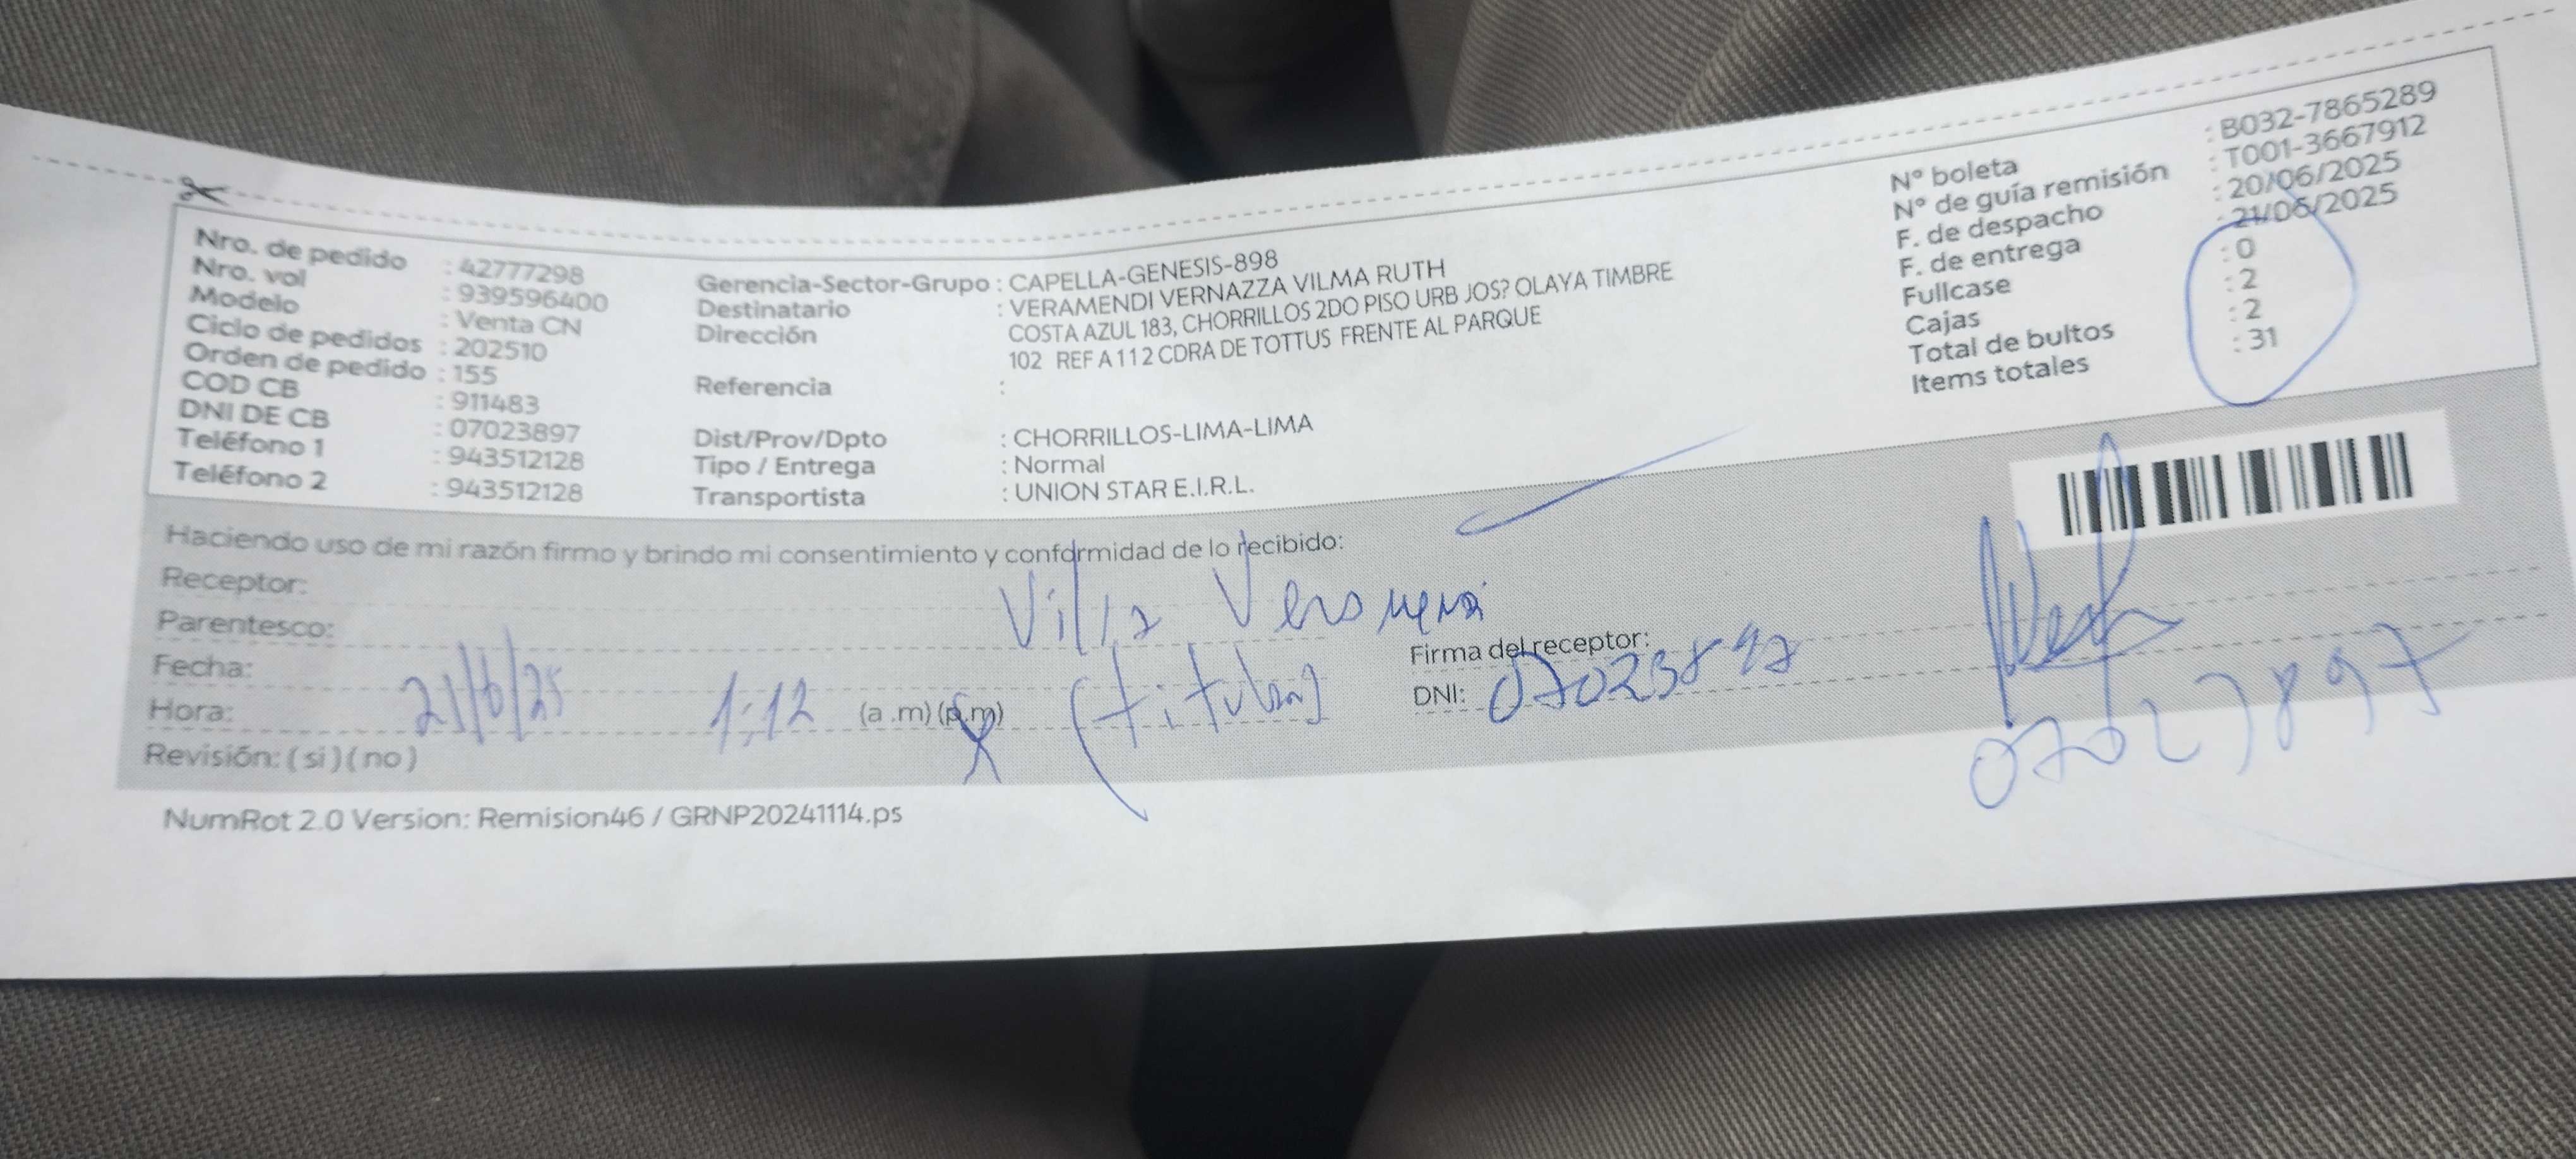 Nro. de pedido : 42777298
Nro. vol : 939596400
Modelo : Venta CN
Ciclo de pedidos : 202510
Orden de pedido : 155
COD CB : 911483
DNI DE CB : 07023897
Teléfono 1 : 943512128
Teléfono 2 : 943512128
Gerencia-Sector-Grupo : CAPELLA-GENESIS-898
Destinatario : VERAMENDI VERNAZZA VILMA RUTH
Dirección COSTA AZUL 183, CHORRILLOS 2DO PISO URB JOS? OLAYA TIMBRE
102 REF A 1 1 2 CDRA DE TOTTUS FRENTE AL PARQUE
Referencia :
Dist/Prov/Dpto : CHORRILLOS-LIMA-LIMA
Tipo / Entrega : Normal
Transportista : UNION STAR E.I.R.L.
N° boleta : B032-7865289
N° de guía remisión : T001-3667912
F. de despacho : 20/06/2025
F. de entrega : 21/06/2025
Fullcase : 0
Cajas : 2
Total de bultos : 2
Items totales : 31
Haciendo uso de mi razón firmo y brindo mi consentimiento y conformidad de lo recibido:
Receptor:
Parentesco: (titular)
Fecha: 21/6/25
Hora: 1:12 (a .m) (p.m)
Revisión: ( si ) ( no )
Firma del receptor:
DNI: 07023897
07023897
NumRot 2.0 Version: Remision46 / GRNP20241114.ps